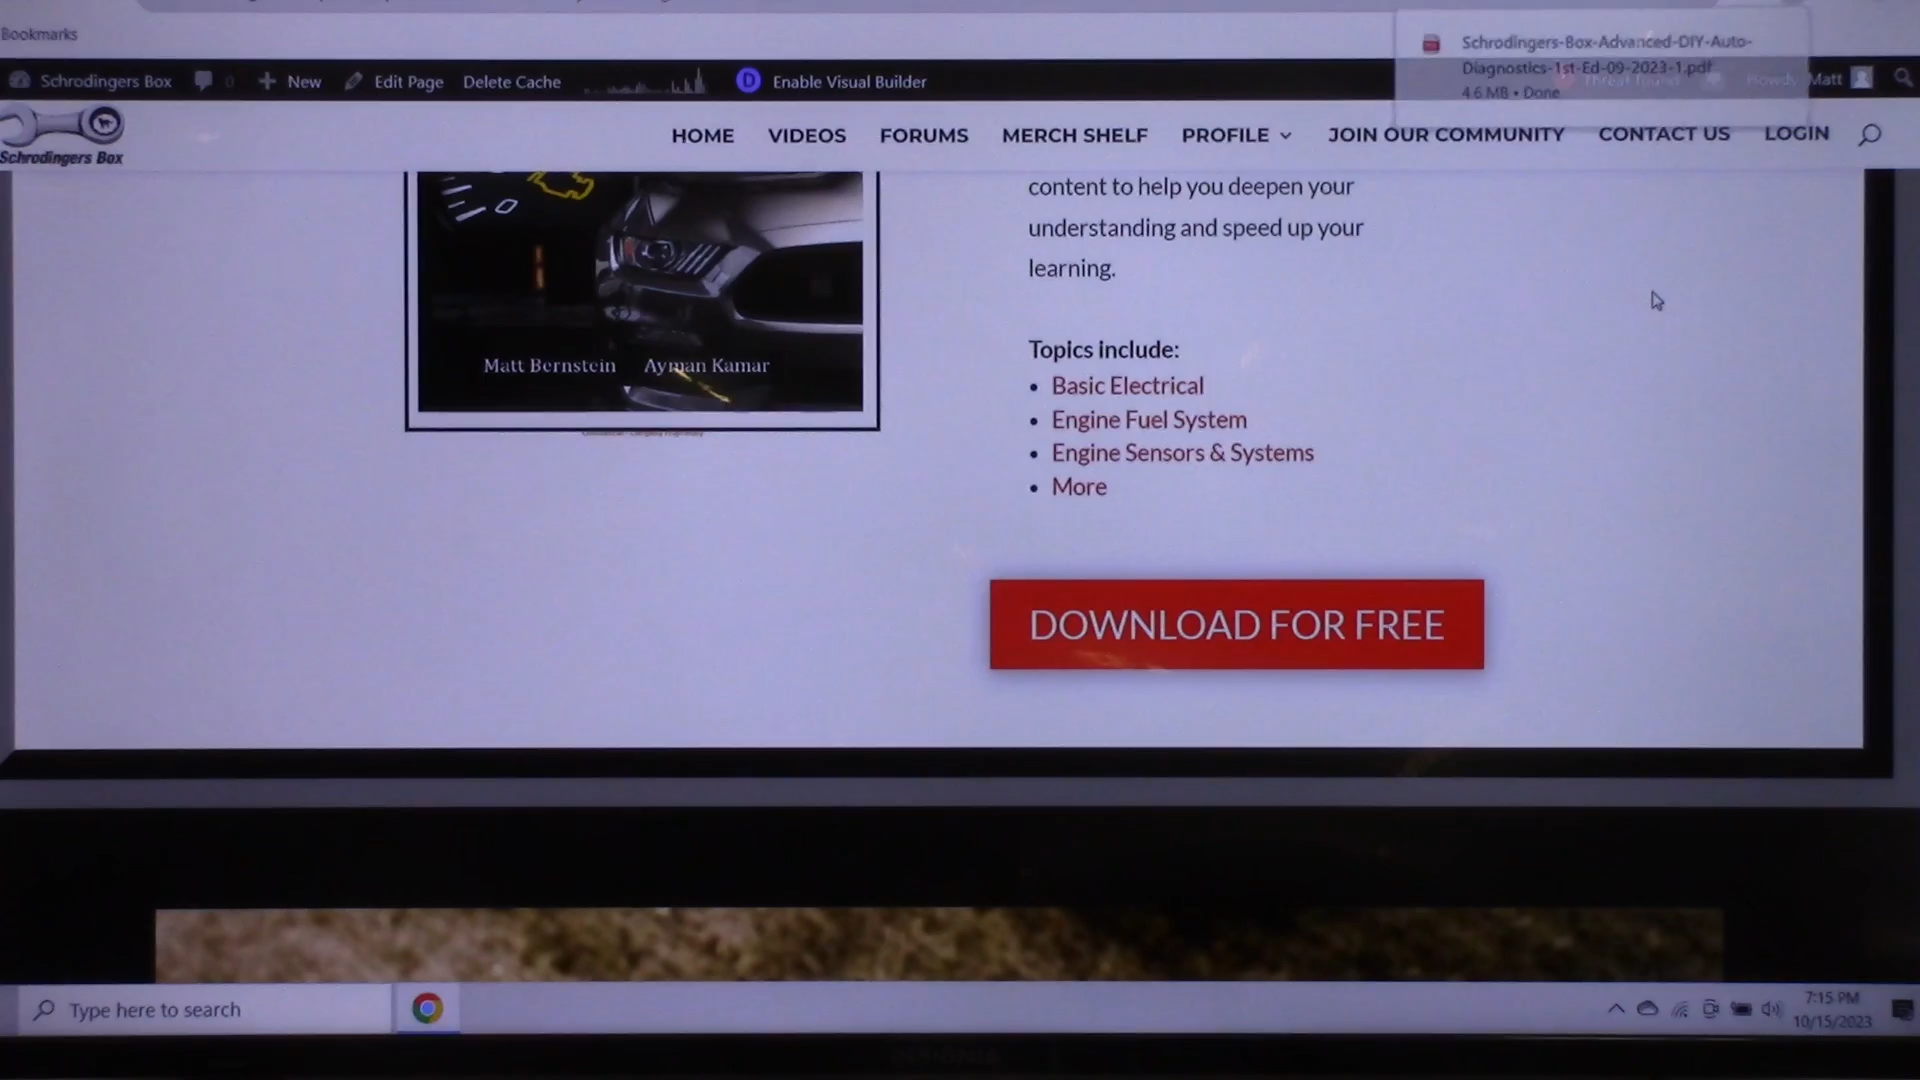 Bookmarks
Schrodingers-Box-Advanced-DIY-Auto-
Diagnostics-1st-Ed-09-2023-1.pdf
4.6 MB • Done
Schrodingers Box 0 New Edit Page Delete Cache Enable Visual Builder Howdy, Matt
HOME VIDEOS FORUMS MERCH SHELF PROFILE JOIN OUR COMMUNITY CONTACT US LOGIN
Schrodingers Box
content to help you deepen your
understanding and speed up your
learning.
Matt Bernstein Ayman Kamar
Topics include:
• Basic Electrical
• Engine Fuel System
• Engine Sensors & Systems
• More
DOWNLOAD FOR FREE
Type here to search
7:15 PM
10/15/2023